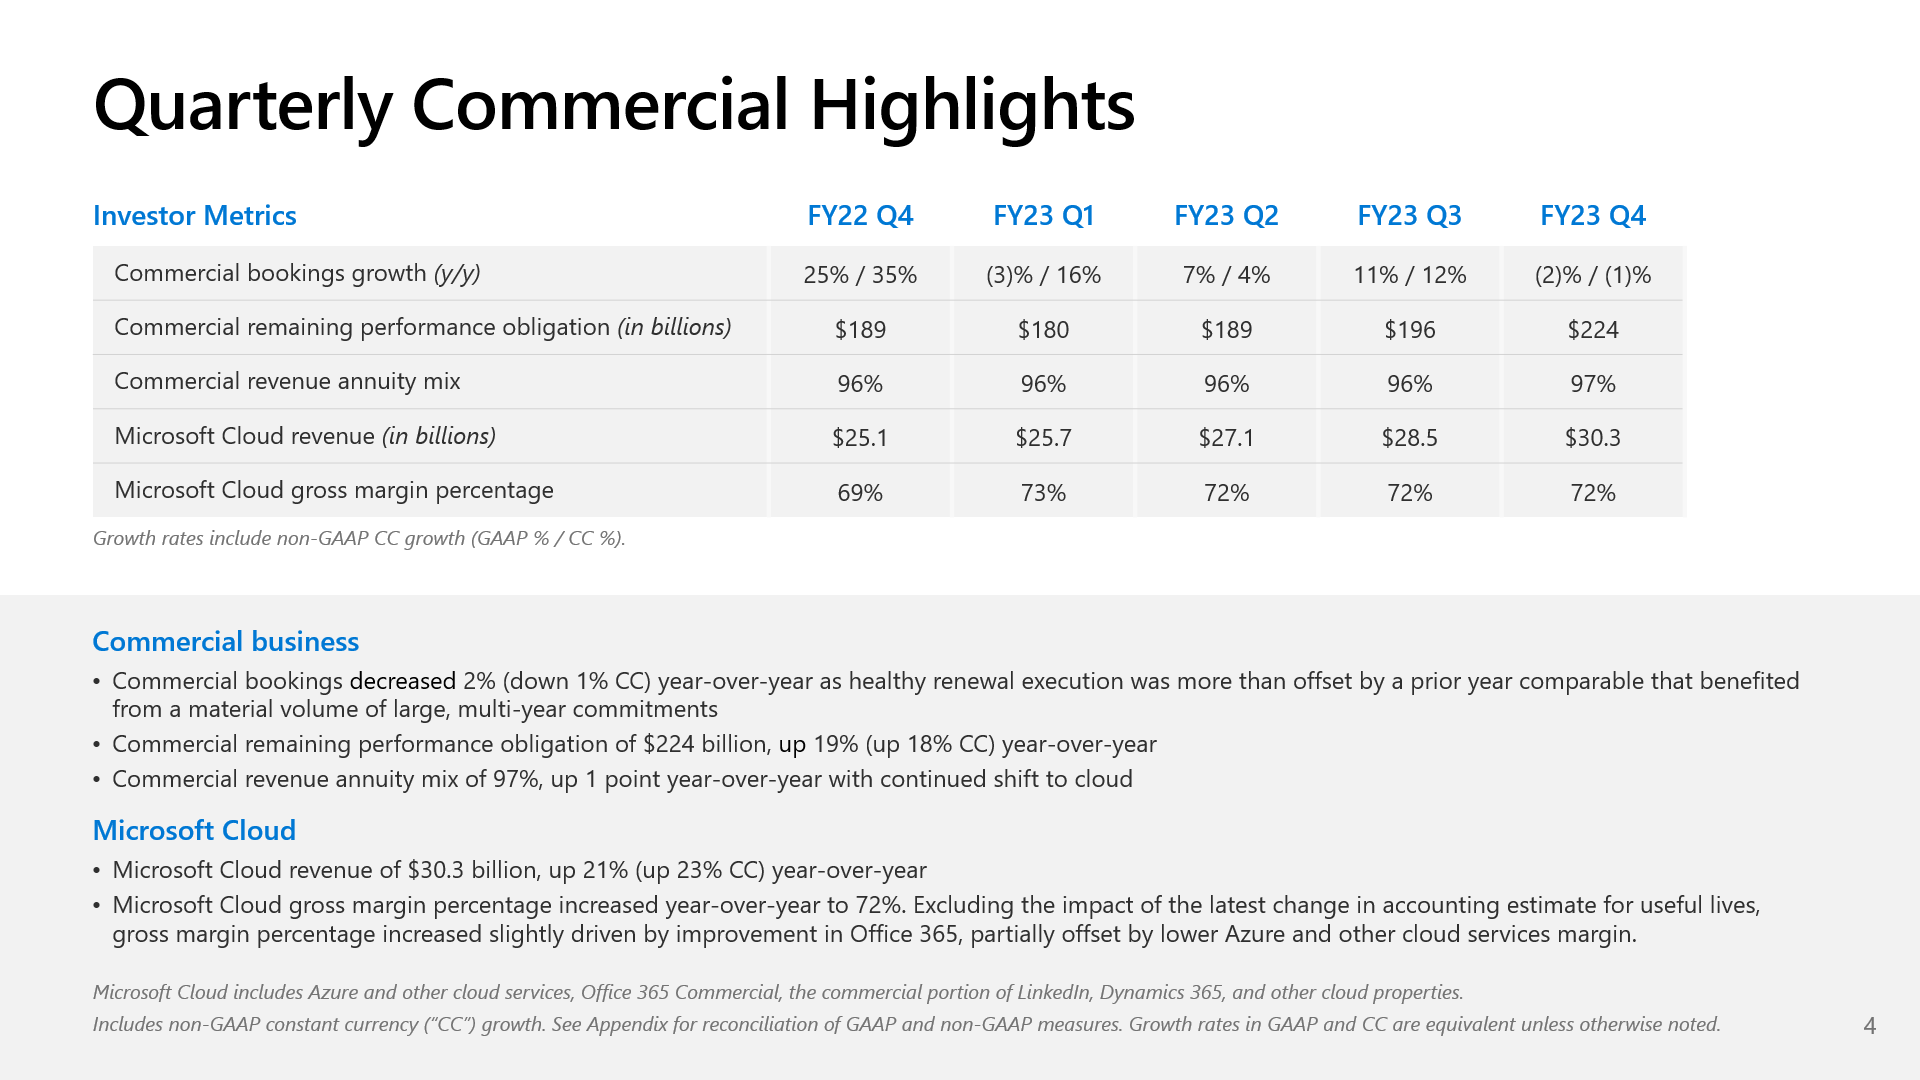 Quarterly Commercial Highlights
Investor Metrics FY22 Q4 FY23 Q1 FY23 Q2 FY23 Q3 FY23 Q4
Commercial bookings growth (y/y) 25% / 35% (3)% / 16% 7% / 4% 11% / 12% (2)% / (1)%
Commercial remaining performance obligation (in billions) $189 $180 $189 $196 $224
Commercial revenue annuity mix 96% 96% 96% 96% 97%
Microsoft Cloud revenue (in billions) $25.1 $25.7 $27.1 $28.5 $30.3
Microsoft Cloud gross margin percentage 69% 73% 72% 72% 72%
Growth rates include non-GAAP CC growth (GAAP % / CC %).
Commercial business
• Commercial bookings decreased 2% (down 1% CC) year-over-year as healthy renewal execution was more than offset by a prior year comparable that benefited
from a material volume of large, multi-year commitments
• Commercial remaining performance obligation of $224 billion, up 19% (up 18% CC) year-over-year
• Commercial revenue annuity mix of 97%, up 1 point year-over-year with continued shift to cloud
Microsoft Cloud
• Microsoft Cloud revenue of $30.3 billion, up 21% (up 23% CC) year-over-year
• Microsoft Cloud gross margin percentage increased year-over-year to 72%. Excluding the impact of the latest change in accounting estimate for useful lives,
gross margin percentage increased slightly driven by improvement in Office 365, partially offset by lower Azure and other cloud services margin.
Microsoft Cloud includes Azure and other cloud services, Office 365 Commercial, the commercial portion of LinkedIn, Dynamics 365, and other cloud properties.
Includes non-GAAP constant currency (“CC”) growth. See Appendix for reconciliation of GAAP and non-GAAP measures. Growth rates in GAAP and CC are equivalent unless otherwise noted.
4